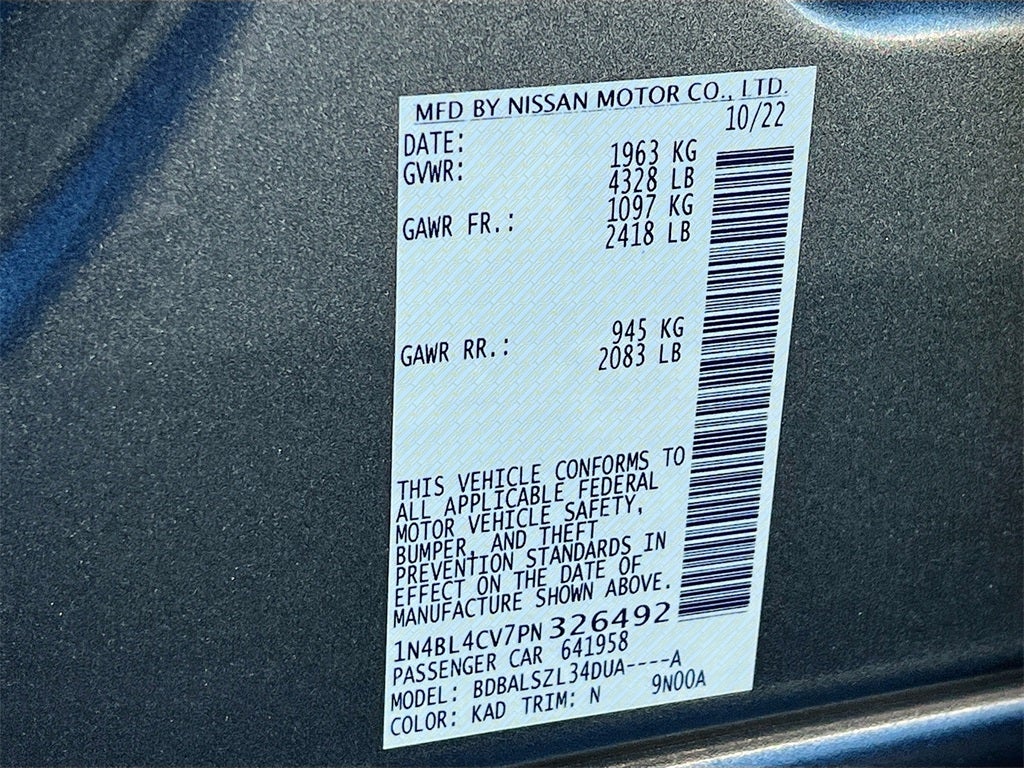 MFD BY NISSAN MOTOR CO., LTD.
DATE: 10/22
GVWR: 1963 KG
4328 LB
GAWR FR.: 1097 KG
2418 LB
GAWR RR.: 945 KG
2083 LB
THIS VEHICLE CONFORMS TO
ALL APPLICABLE FEDERAL
MOTOR VEHICLE SAFETY,
BUMPER, AND THEFT
PREVENTION STANDARDS IN
EFFECT ON THE DATE OF
MANUFACTURE SHOWN ABOVE.
1N4BL4CV7PN326492
PASSENGER CAR 641958
MODEL: BDBALSZL34DUA----A
COLOR: KAD TRIM: N 9N00A